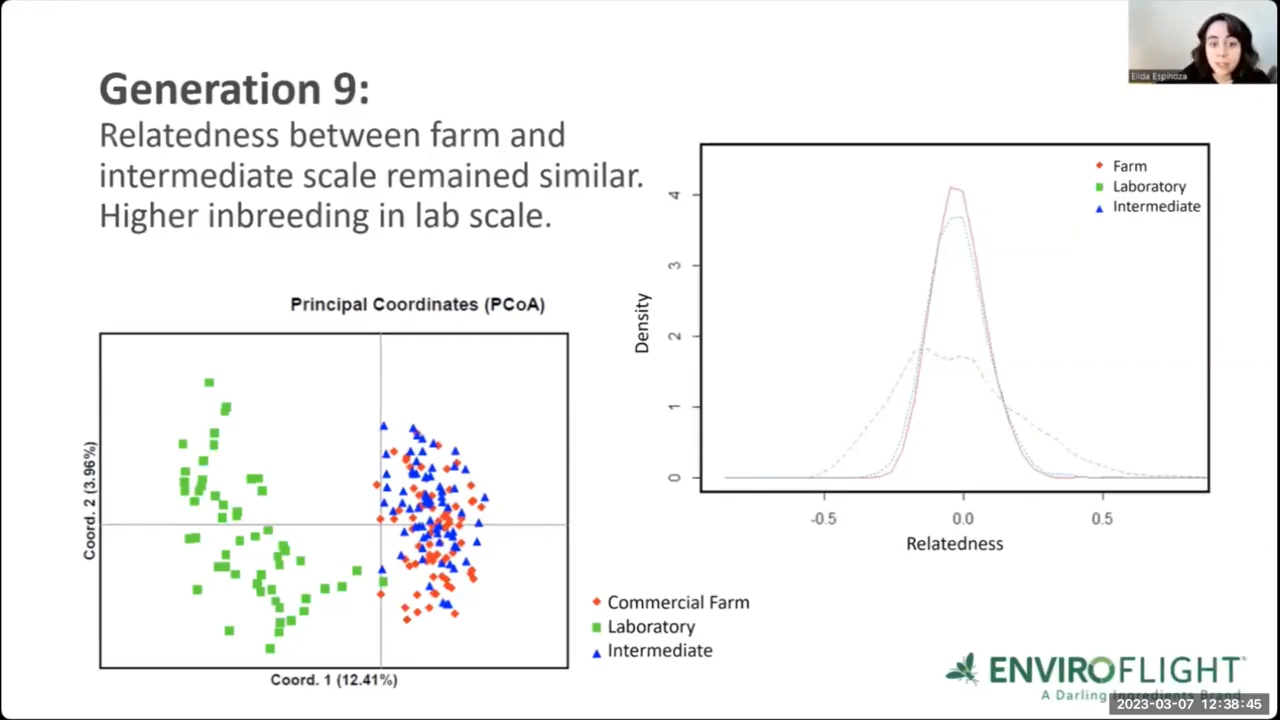 Elida Espinoza
Generation 9:
Relatedness between farm and
intermediate scale remained similar.
Higher inbreeding in lab scale.
Principal Coordinates (PCoA)
Coord. 2 (3.96%)
Coord. 1 (12.41%)
Commercial Farm
Laboratory
Intermediate
Farm
Laboratory
Intermediate
Density
4
3
2
1
0
-0.5 0.0 0.5
Relatedness
ENVIROFLIGHT
A Darling Ingredients Brand
2023-03-07 12:38:45